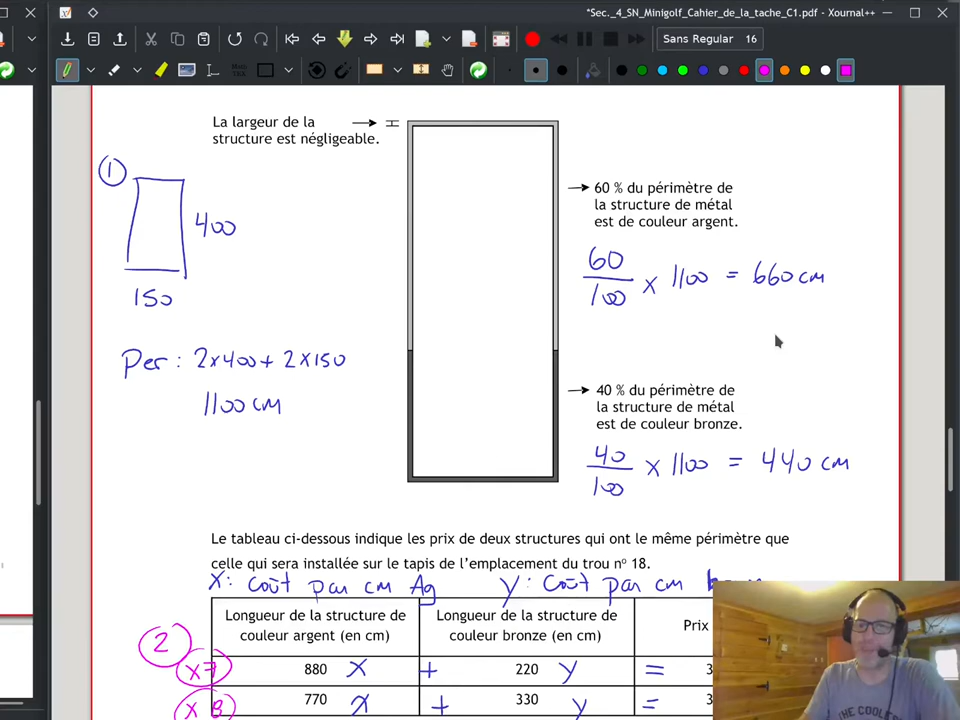 *Sec._4_SN_Minigolf_Cahier_de_la_tache_C1.pdf - Xournal++
Sans Regular 16
La largeur de la
structure est négligeable.
1
400
150
Per : 2x400 + 2x150
1100 cm
60 % du périmètre de
la structure de métal
est de couleur argent.
60/100 x 1100 = 660 cm
40 % du périmètre de
la structure de métal
est de couleur bronze.
40/100 x 1100 = 440 cm
Le tableau ci-dessous indique les prix de deux structures qui ont le même périmètre que
celle qui sera installée sur le tapis de l'emplacement du trou nº 18.
X: Coût par cm Ag Y: Coût par cm
Longueur de la structure de
couleur argent (en cm)
Longueur de la structure de
couleur bronze (en cm)
Prix
2
x7 880 x + 220 y = 3
x8 770 x + 330 y = 3
THE COOLEST